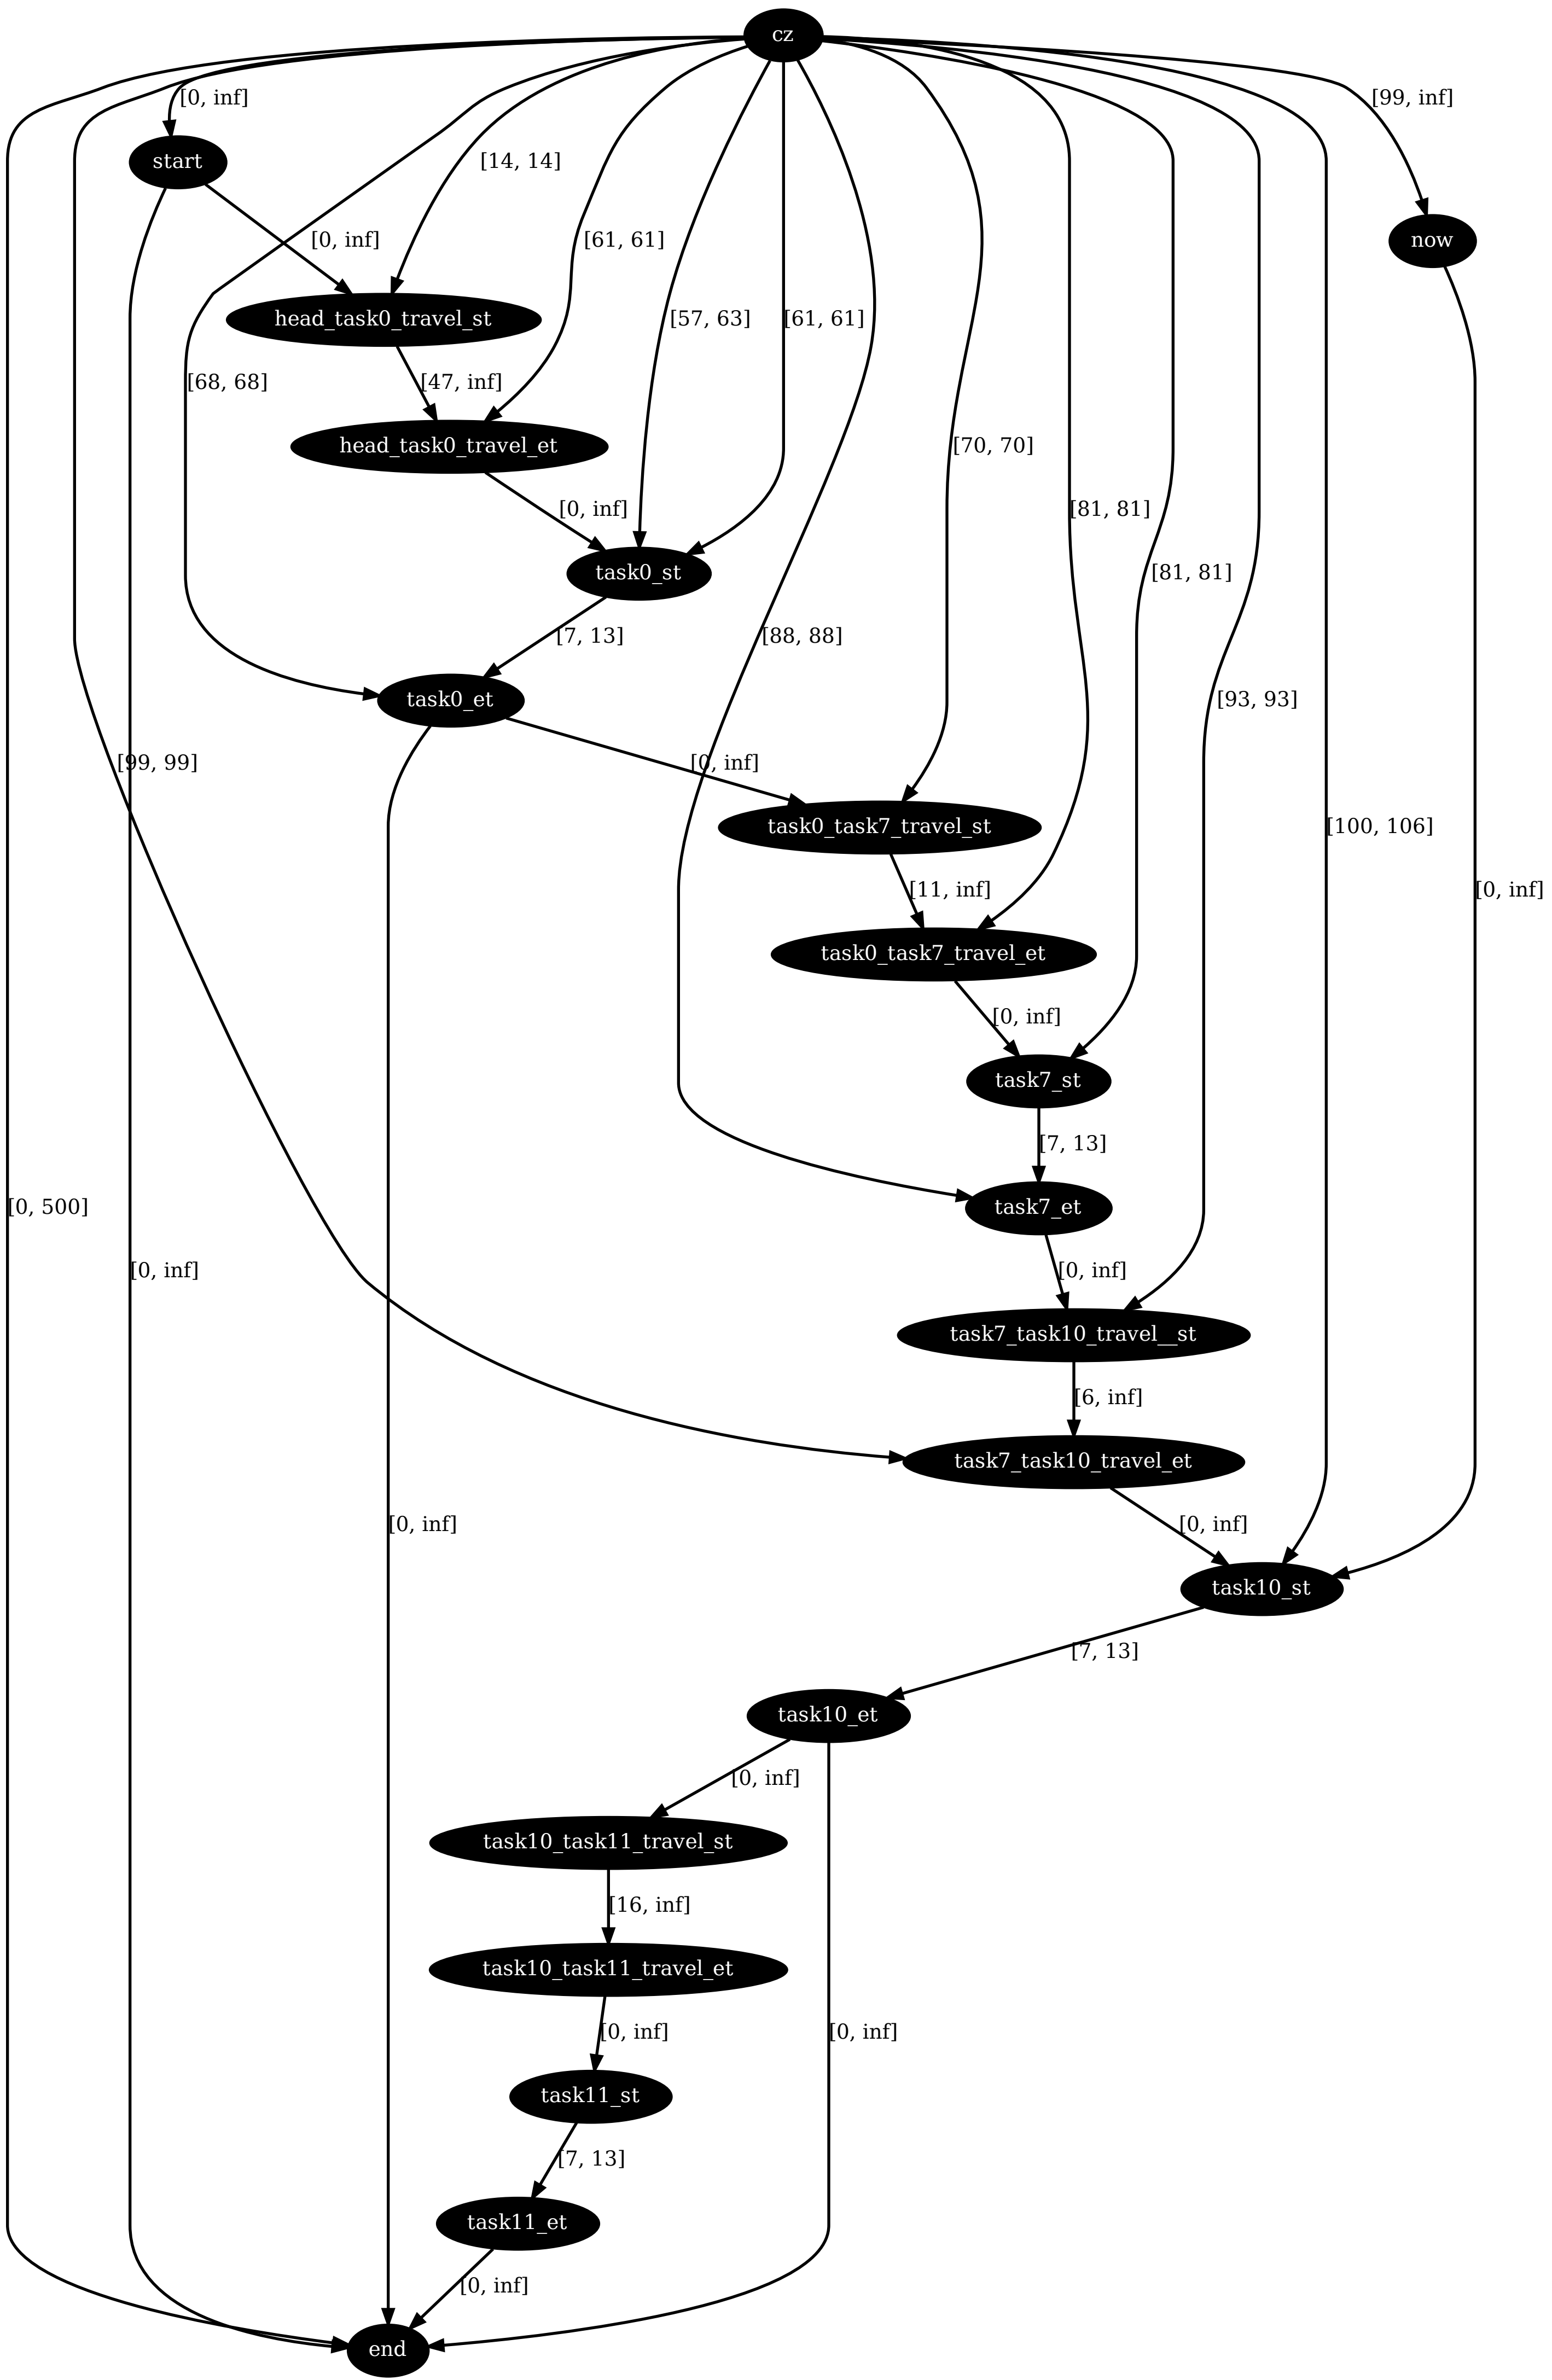 cz
[0, inf]
[99, inf]
start
[14, 14]
[0, inf]
[61, 61]
now
head_task0_travel_st
[57, 63]
[61, 61]
[68, 68]
[47, inf]
head_task0_travel_et
[70, 70]
[0, inf]
[81, 81]
task0_st
[81, 81]
[7, 13]
[88, 88]
task0_et
[93, 93]
[99, 99]
[0, inf]
task0_task7_travel_st
[100, 106]
[11, inf]
[0, inf]
task0_task7_travel_et
[0, inf]
task7_st
[7, 13]
[0, 500]
task7_et
[0, inf]
[0, inf]
task7_task10_travel__st
[6, inf]
task7_task10_travel_et
[0, inf]
[0, inf]
task10_st
[7, 13]
task10_et
[0, inf]
task10_task11_travel_st
[16, inf]
task10_task11_travel_et
[0, inf]
[0, inf]
task11_st
[7, 13]
task11_et
[0, inf]
end